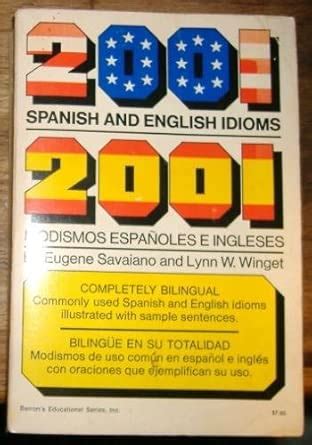 2001
SPANISH AND ENGLISH IDIOMS
2001
MODISMOS ESPAÑOLES E INGLESES
Eugene Savaiano and Lynn W. Winget
COMPLETELY BILINGUAL
Commonly used Spanish and English idioms
illustrated with sample sentences.
BILINGÜE EN SU TOTALIDAD
Modismos de uso común en español e inglés
con oraciones que ejemplifican su uso.
Barron's Educational Series, Inc.